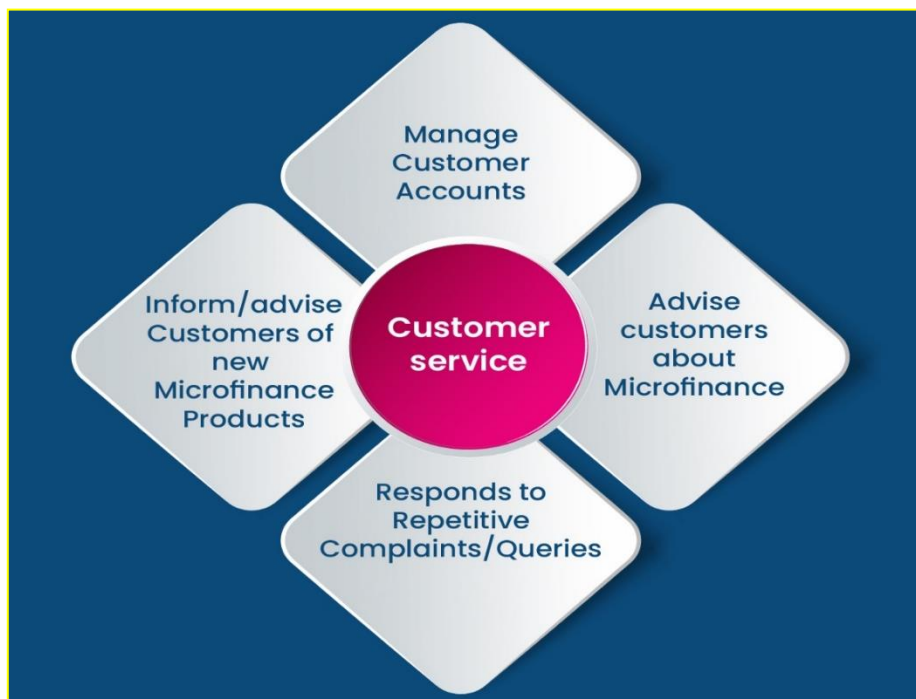 Manage
Customer
Accounts
Inform/advise
Customers of
new
Microfinance
Products
Customer
service
Advise
customers
about
Microfinance
Responds to
Repetitive
Complaints/Queries